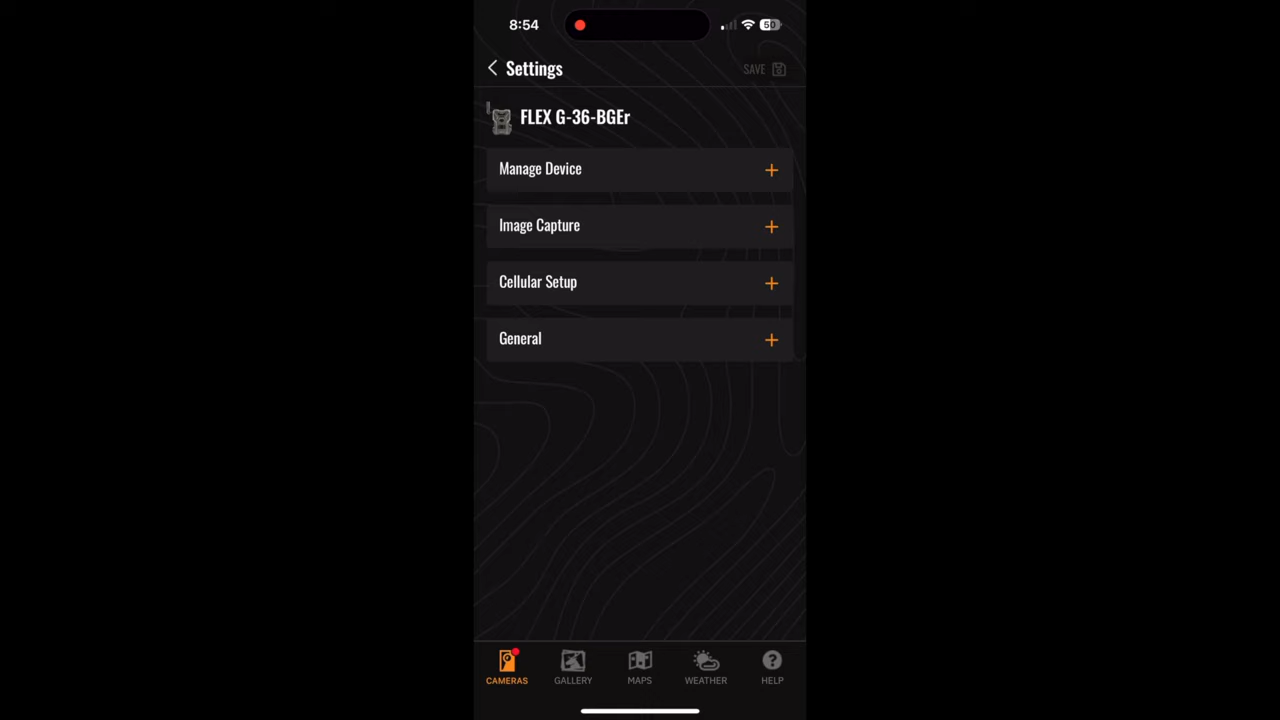 8:54
50
Settings
SAVE
FLEX G-36-BGEr
Manage Device
Image Capture
Cellular Setup
General
CAMERAS
GALLERY
MAPS
WEATHER
HELP